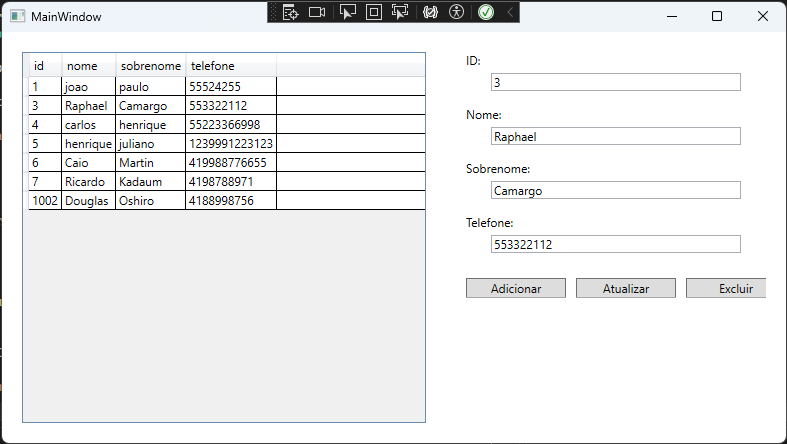 MainWindow
id nome sobrenome telefone
1 joao paulo 55524255
3 Raphael Camargo 553322112
4 carlos henrique 55223366998
5 henrique juliano 1239991223123
6 Caio Martin 419988776655
7 Ricardo Kadaum 4198788971
1002 Douglas Oshiro 4188998756
ID:
3
Nome:
Raphael
Sobrenome:
Camargo
Telefone:
553322112
Adicionar Atualizar Excluir